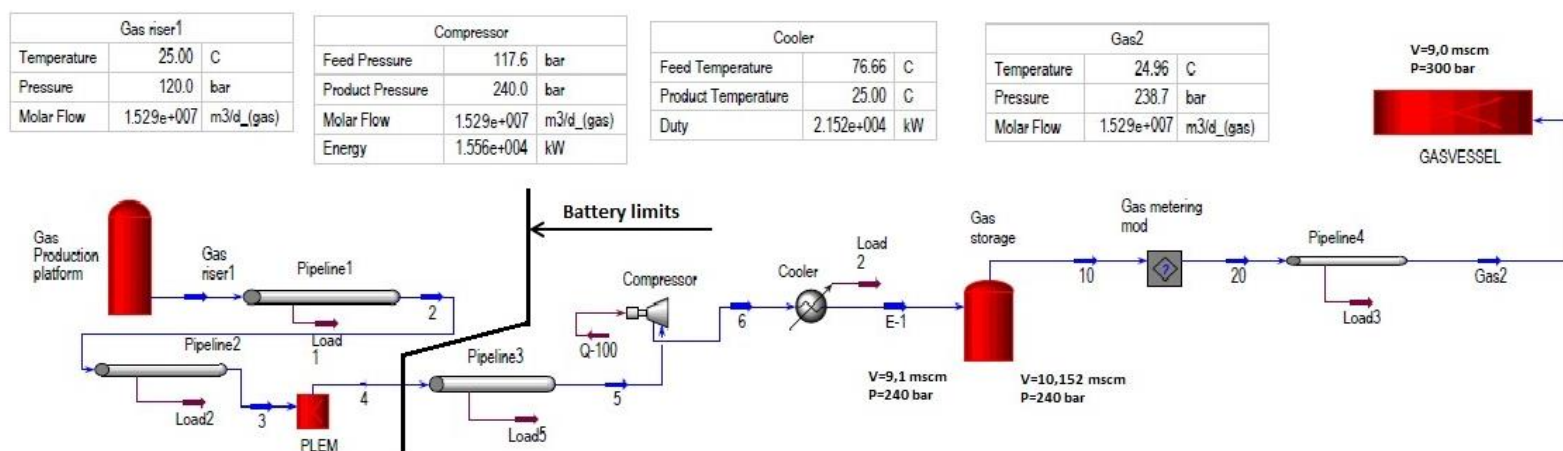 Gas riser1
Temperature 25.00 C
Pressure 120.0 bar
Molar Flow 1.529e+007 m3/d_(gas)
Compressor
Feed Pressure 117.6 bar
Product Pressure 240.0 bar
Molar Flow 1.529e+007 m3/d_(gas)
Energy 1.556e+004 kW
Cooler
Feed Temperature 76.66 C
Product Temperature 25.00 C
Duty 2.152e+004 kW
Gas2
Temperature 24.96 C
Pressure 238.7 bar
Molar Flow 1.529e+007 m3/d_(gas)
V=9,0 mscm
P=300 bar
GASVESSEL
Battery limits
Gas
Production
platform
Gas
riser1
Pipeline1
2
Load
1
Pipeline2
Load2
3
PLEM
4
Pipeline3
Load5
5
Compressor
Q-100
6
Cooler
Load
2
E-1
Gas
storage
V=9,1 mscm
P=240 bar
V=10,152 mscm
P=240 bar
10
Gas metering
mod
?
20
Pipeline4
Load3
Gas2